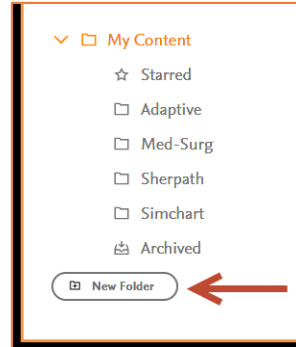 My Content
Starred
Adaptive
Med-Surg
Sherpath
Simchart
Archived
New Folder